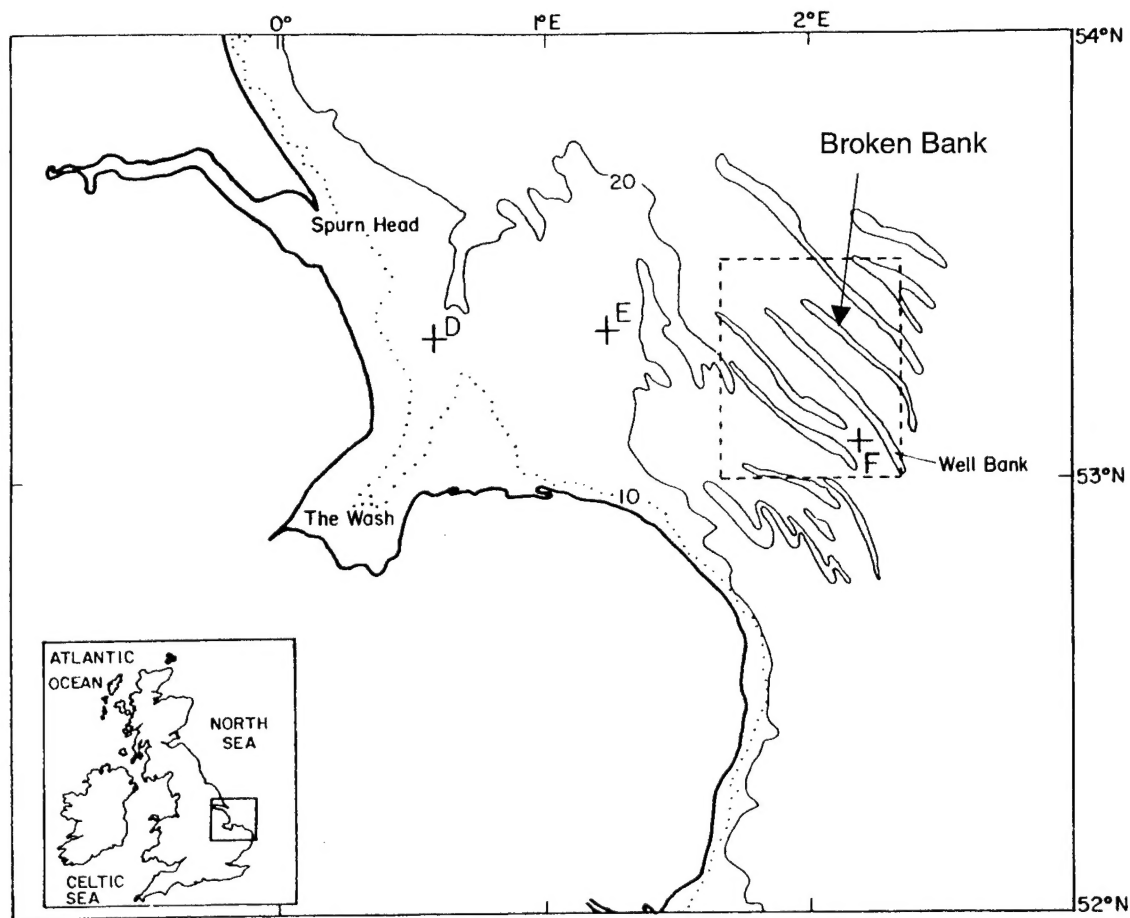 0°
1°E
2°E
54°N
Broken Bank
20
Spurn Head
D
E
F
Well Bank
53°N
The Wash
10
ATLANTIC
OCEAN
NORTH
SEA
CELTIC
SEA
52°N